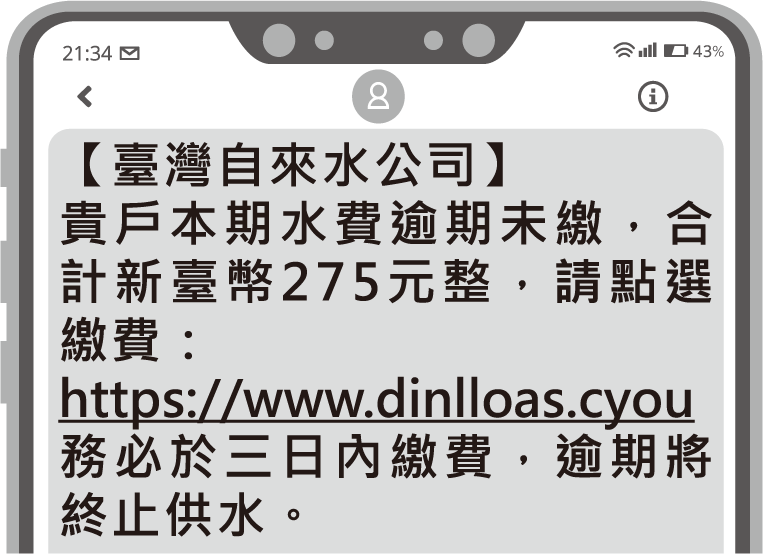 21:34
43%
【臺灣自來水公司】
貴戶本期水費逾期未繳，合
計新臺幣275元整，請點選
繳費：
https://www.dinlloas.cyou
務必於三日內繳費，逾期將
終止供水。